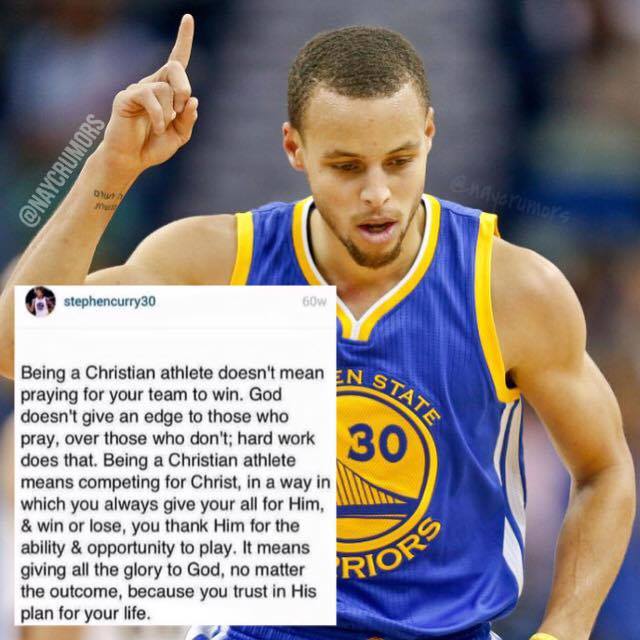 @NAYCRUMORS
@naycrumors
stephencurry30 60w
Being a Christian athlete doesn't mean
praying for your team to win. God
doesn't give an edge to those who
pray, over those who don't; hard work
does that. Being a Christian athlete
means competing for Christ, in a way in
which you always give your all for Him,
& win or lose, you thank Him for the
ability & opportunity to play. It means
giving all the glory to God, no matter
the outcome, because you trust in His
plan for your life.
EN STATE
30
RIORS